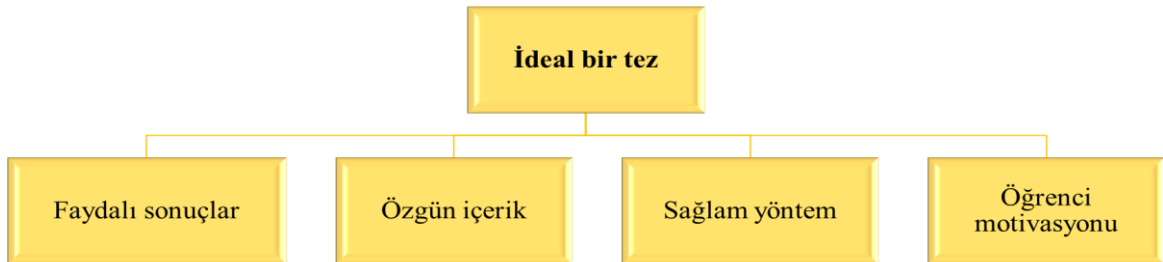 İdeal bir tez
Faydalı sonuçlar
Özgün içerik
Sağlam yöntem
Öğrenci
motivasyonu